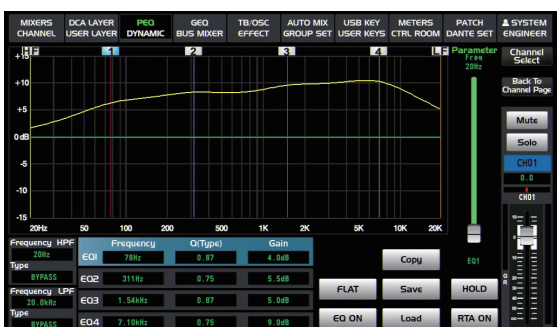 MIXERS DCA LAYER PEQ GEQ TB/OSC AUTO MIX USB KEY METERS PATCH SYSTEM
CHANNEL USER LAYER DYNAMIC BUS MIXER EFFECT GROUP SET USER KEYS CTRL ROOM DANTE SET ENGINEER
H F 1 2 3 4 L F Parameter
+15 Freq
20Hz
Channel
Select
+10
Back To
Channel Page
+5
Mute
0dB
Solo
-5
CH01
0.0
-10
CH01
-15
20Hz 50 100 200 500 1K 2K 5K 10K 20K
Frequency HPF Frequency Q(Type) Gain
20Hz EQ1 78Hz 0.87 4.0dB Copy EQ1
Type
BYPASS EQ2 311Hz 0.75 5.5dB
Frequency LPF FLAT Save HOLD
20.0kHz EQ3 1.54kHz 0.87 5.0dB
Type
BYPASS EQ4 7.10kHz 0.75 9.0dB EQ ON Load RTA ON